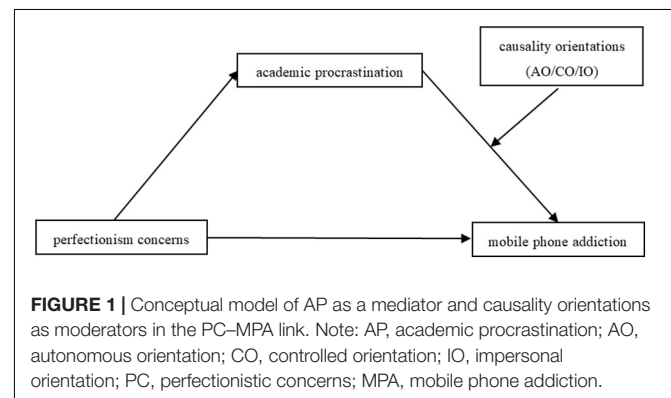 causality orientations
(AO/CO/IO)
academic procrastination
perfectionism concerns
mobile phone addiction
FIGURE 1 | Conceptual model of AP as a mediator and causality orientations
as moderators in the PC–MPA link. Note: AP, academic procrastination; AO,
autonomous orientation; CO, controlled orientation; IO, impersonal
orientation; PC, perfectionistic concerns; MPA, mobile phone addiction.